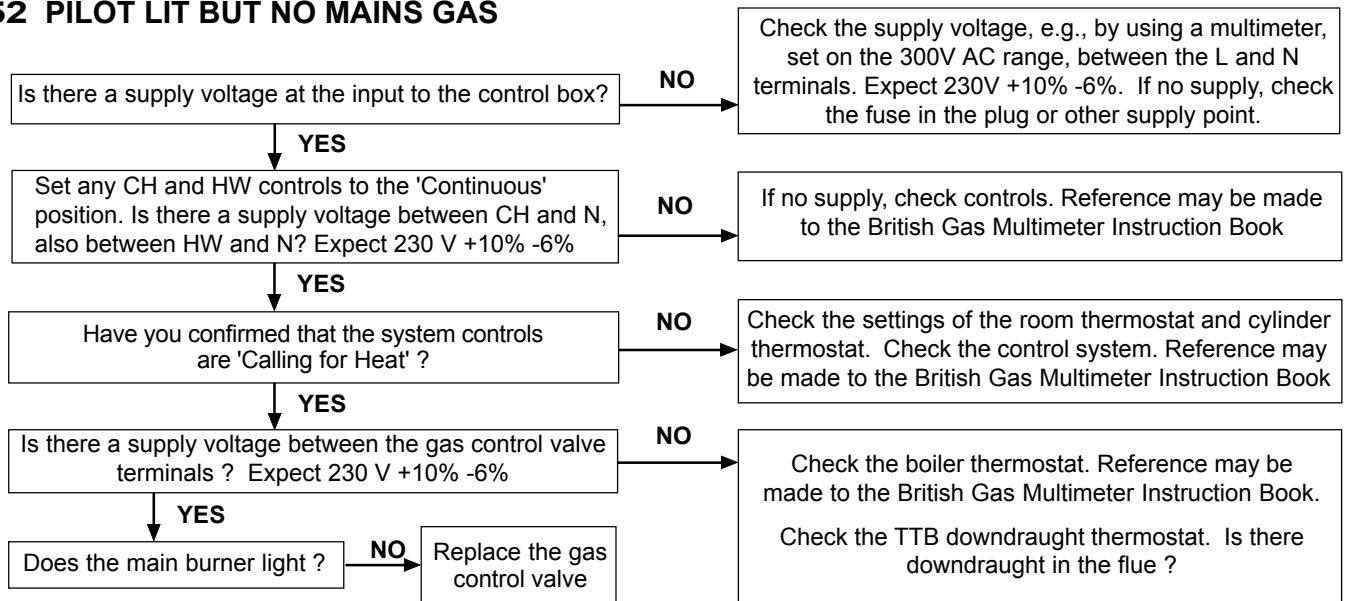 52 PILOT LIT BUT NO MAINS GAS
Is there a supply voltage at the input to the control box?
NO
Check the supply voltage, e.g., by using a multimeter,
set on the 300V AC range, between the L and N
terminals. Expect 230V +10% -6%. If no supply, check
the fuse in the plug or other supply point.
YES
Set any CH and HW controls to the 'Continuous'
position. Is there a supply voltage between CH and N,
also between HW and N? Expect 230 V +10% -6%
NO
If no supply, check controls. Reference may be made
to the British Gas Multimeter Instruction Book
YES
Have you confirmed that the system controls
are 'Calling for Heat' ?
NO
Check the settings of the room thermostat and cylinder
thermostat. Check the control system. Reference may
be made to the British Gas Multimeter Instruction Book
YES
Is there a supply voltage between the gas control valve
terminals ? Expect 230 V +10% -6%
NO
Check the boiler thermostat. Reference may be
made to the British Gas Multimeter Instruction Book.
Check the TTB downdraught thermostat. Is there
downdraught in the flue ?
YES
Does the main burner light ?
NO
Replace the gas
control valve